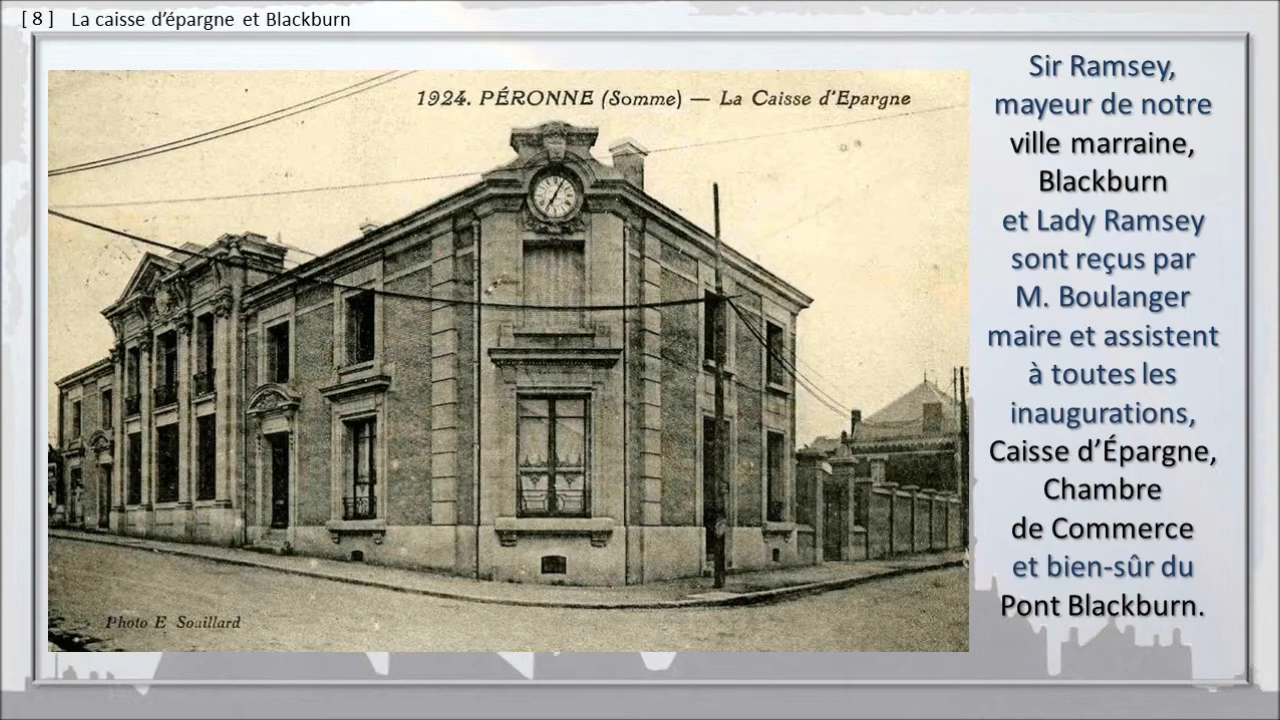 [ 8 ] La caisse d'épargne et Blackburn
1924. PÉRONNE (Somme) — La Caisse d'Epargne
Photo E Souillard
Sir Ramsey,
mayeur de notre
ville marraine,
Blackburn
et Lady Ramsey
sont reçus par
M. Boulanger
maire et assistent
à toutes les
inaugurations,
Caisse d'Épargne,
Chambre
de Commerce
et bien-sûr du
Pont Blackburn.